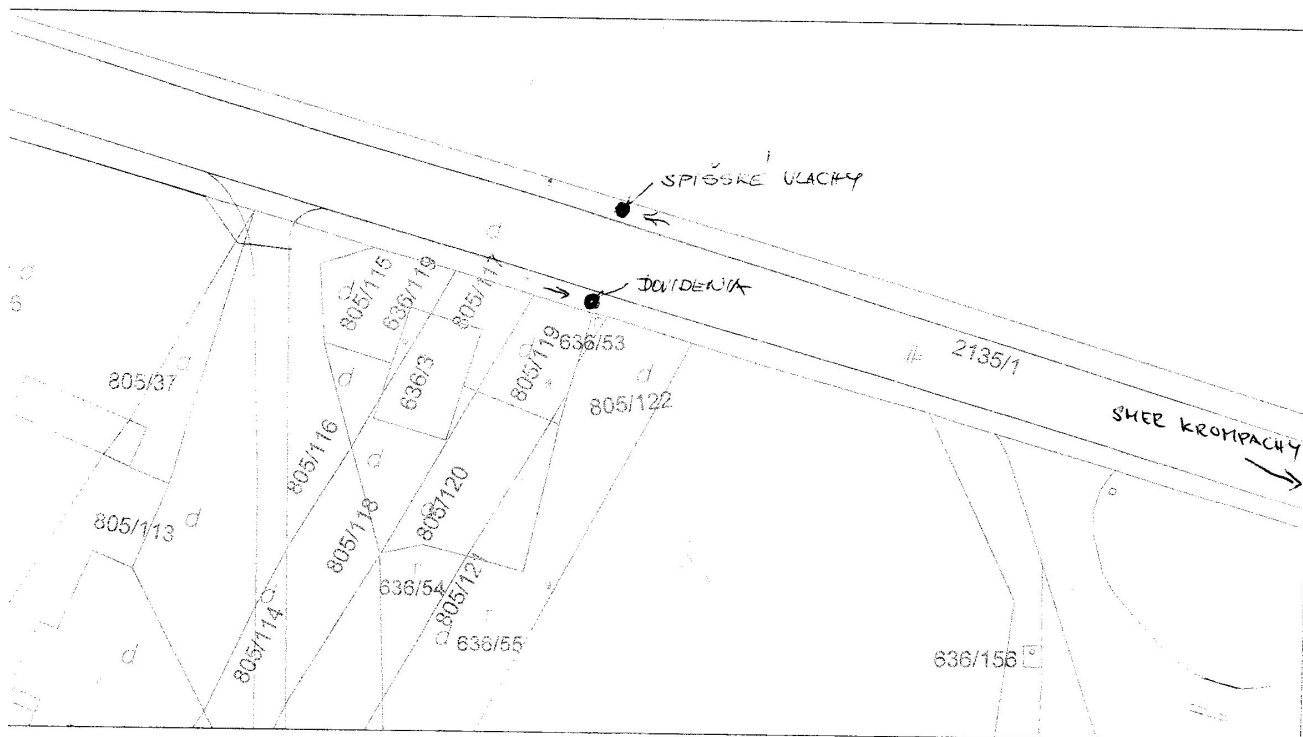 SPIŠSKÉ VLACHY
DOVIDENIA
2135/1
SMER KROMPACHY
805/115
636/119
805/117
636/53
805/119
805/122
636/3
805/37
805/116
805/118
805/120
805/113
805/121
636/54
636/55
805/114
636/156
d
d
d
d
d
d
d
d
d
d
d
d